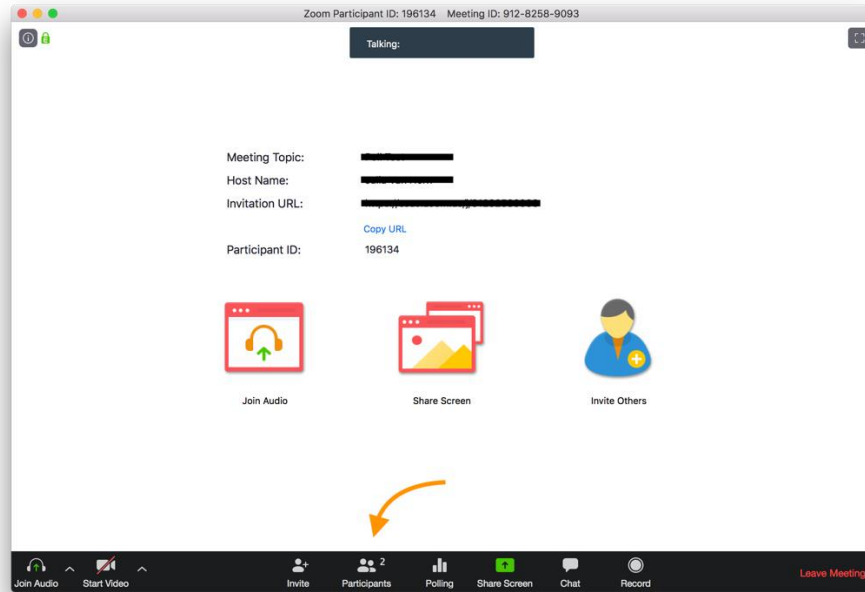 Zoom Participant ID: 196134 Meeting ID: 912-8258-9093
Talking:
Meeting Topic:
Host Name:
Invitation URL:
Copy URL
Participant ID: 196134
Join Audio Share Screen Invite Others
2
Join Audio Start Video Invite Participants Polling Share Screen Chat Record Leave Meeting